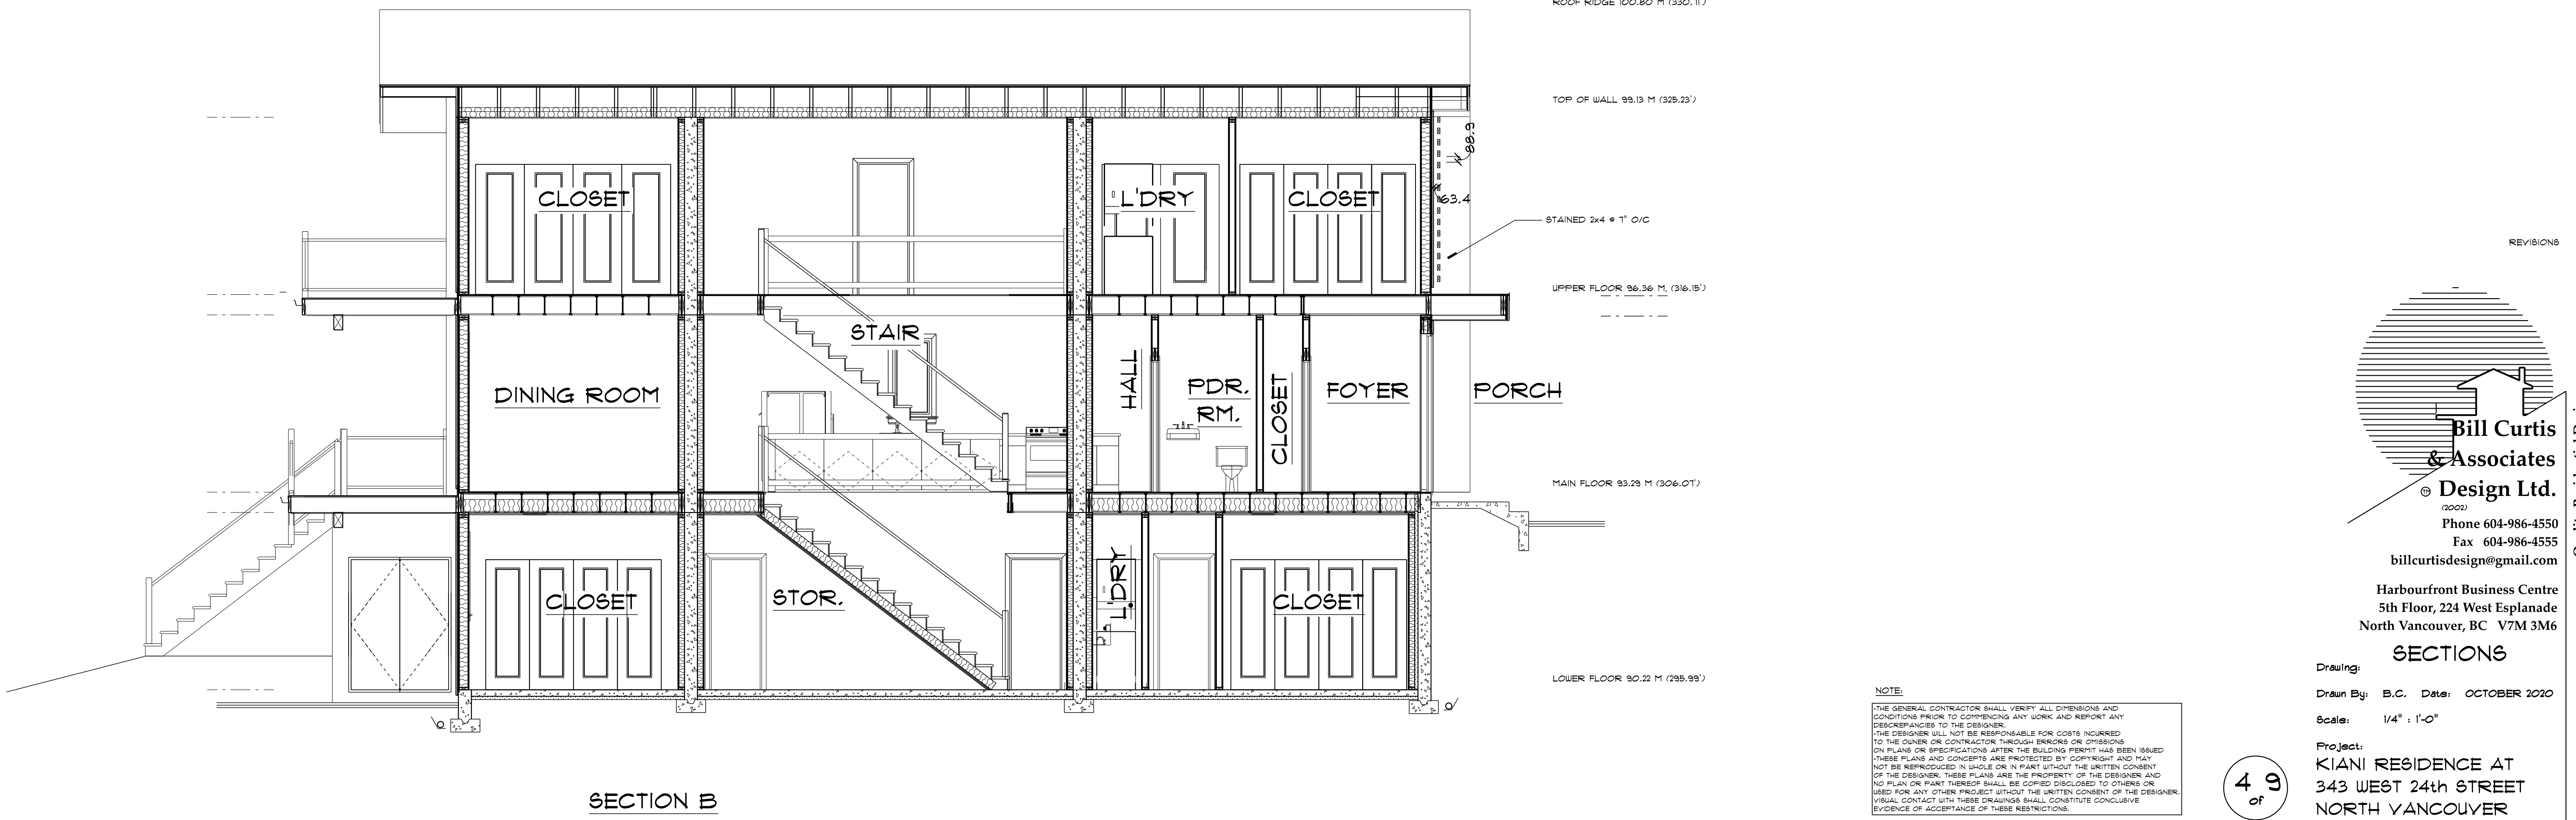 ROOF RIDGE 100.80 M (330.71')
TOP OF WALL 99.13 M (325.23')
88.9
63.4
STAINED 2x4 @ 7" O/C
UPPER FLOOR 96.36 M, (316.15')
MAIN FLOOR 93.29 M (306.07')
LOWER FLOOR 90.22 M (295.99')
CLOSET
L'DRY
CLOSET
STAIR
DINING ROOM
HALL
PDR.
RM.
CLOSET
FOYER
PORCH
CLOSET
STOR.
L'DRY
CLOSET
SECTION B
REVISIONS
Bill Curtis
& Associates
Design Ltd.
(2002)
Phone 604-986-4550
Fax 604-986-4555
billcurtisdesign@gmail.com
Harbourfront Business Centre
5th Floor, 224 West Esplanade
North Vancouver, BC V7M 3M6
Drawing: SECTIONS
Drawn By: B.C. Date: OCTOBER 2020
Scale: 1/4" : 1'-0"
Project:
KIANI RESIDENCE AT
343 WEST 24th STREET
NORTH VANCOUVER
4 9
of
NOTE:
-THE GENERAL CONTRACTOR SHALL VERIFY ALL DIMENSIONS AND
CONDITIONS PRIOR TO COMMENCING ANY WORK AND REPORT ANY
DESCREPANCIES TO THE DESIGNER.
-THE DESIGNER WILL NOT BE RESPONSABLE FOR COSTS INCURRED
TO THE OWNER OR CONTRACTOR THROUGH ERRORS OR OMISSIONS
ON PLANS OR SPECIFICATIONS AFTER THE BUILDING PERMIT HAS BEEN ISSUED
-THESE PLANS AND CONCEPTS ARE PROTECTED BY COPYRIGHT AND MAY
NOT BE REPRODUCED IN WHOLE OR IN PART WITHOUT THE WRITTEN CONSENT
OF THE DESIGNER. THESE PLANS ARE THE PROPERTY OF THE DESIGNER AND
NO PLAN OR PART THEREOF SHALL BE COPIED DISCLOSED TO OTHERS OR
USED FOR ANY OTHER PROJECT WITHOUT THE WRITTEN CONSENT OF THE DESIGNER.
VISUAL CONTACT WITH THESE DRAWINGS SHALL CONSTITUTE CONCLUSIVE
EVIDENCE OF ACCEPTANCE OF THESE RESTRICTIONS.